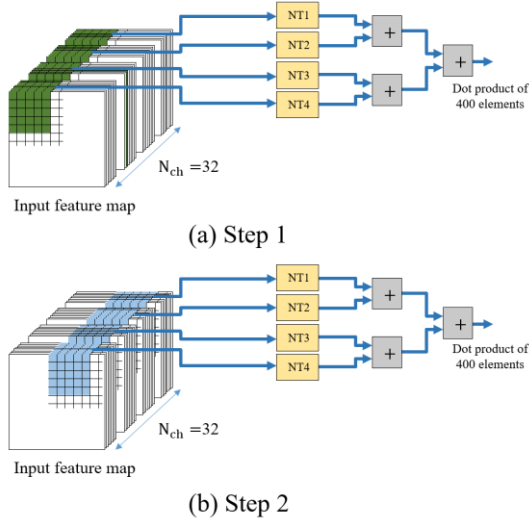 NT1
NT2
NT3
NT4
+
+
+
Dot product of
400 elements
N_ch =32
Input feature map
(a) Step 1
NT1
NT2
NT3
NT4
+
+
+
Dot product of
400 elements
N_ch =32
Input feature map
(b) Step 2